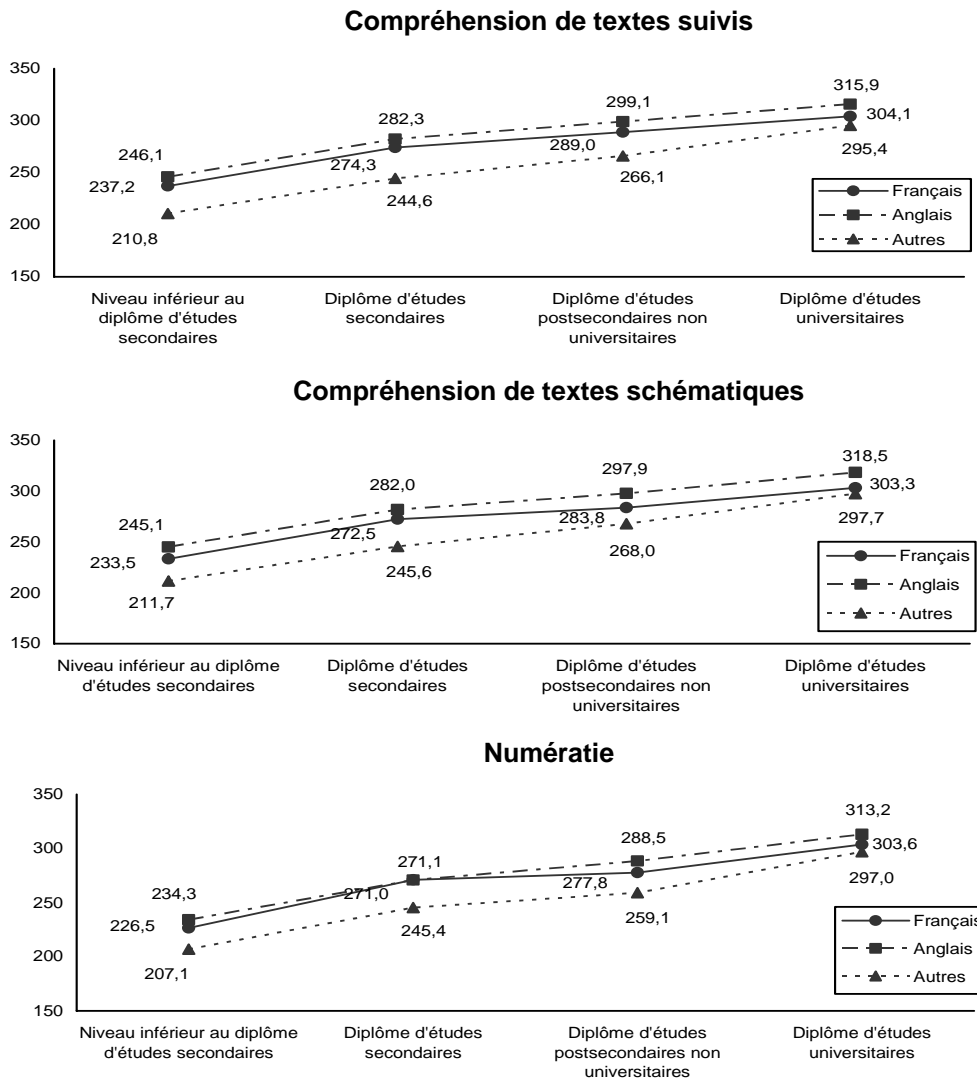 Compréhension de textes suivis
350
300
250
200
150
246,1
237,2
210,8
282,3
274,3
244,6
299,1
289,0
266,1
315,9
304,1
295,4
Français
Anglais
Autres
Niveau inférieur au
diplôme d'études
secondaires
Diplôme d'études
secondaires
Diplôme d'études
postsecondaires non
universitaires
Diplôme d'études
universitaires
Compréhension de textes schématiques
350
300
250
200
150
245,1
233,5
211,7
282,0
272,5
245,6
297,9
283,8
268,0
318,5
303,3
297,7
Français
Anglais
Autres
Niveau inférieur au diplôme
d'études secondaires
Diplôme d'études
secondaires
Diplôme d'études
postsecondaires non
universitaires
Diplôme d'études
universitaires
Numératie
350
300
250
200
150
234,3
226,5
207,1
271,1
271,0
245,4
288,5
277,8
259,1
313,2
303,6
297,0
Français
Anglais
Autres
Niveau inférieur au diplôme
d'études secondaires
Diplôme d'études
secondaires
Diplôme d'études
postsecondaires non
universitaires
Diplôme d'études
universitaires